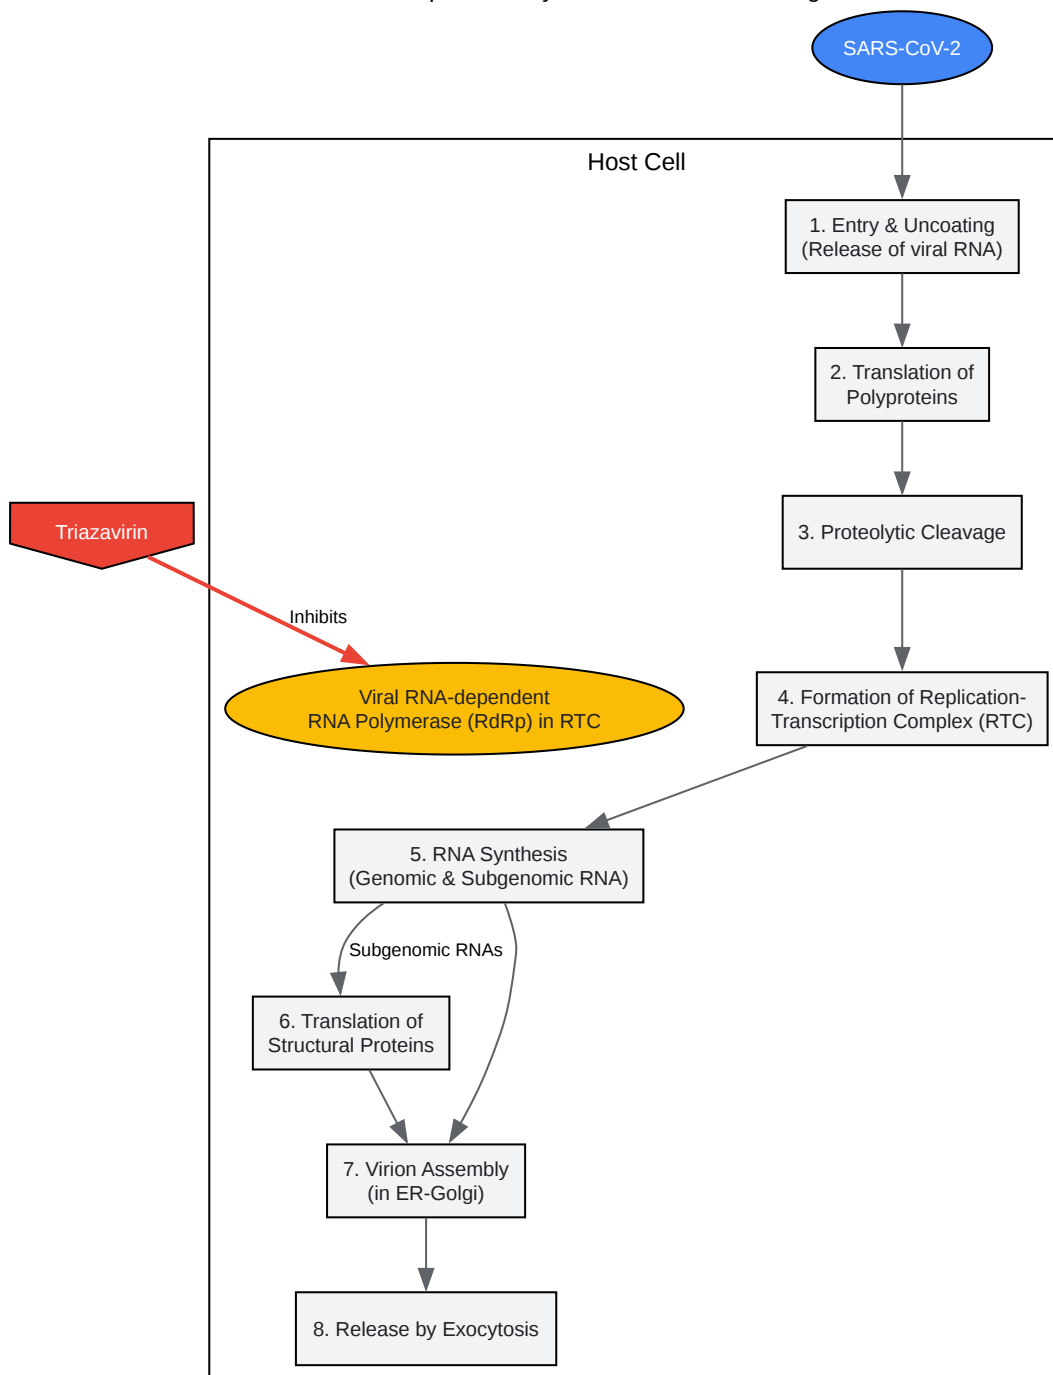 SARS-CoV-2
Host Cell
1. Entry & Uncoating
(Release of viral RNA)
2. Translation of
Polyproteins
3. Proteolytic Cleavage
Triazavirin
Inhibits
Viral RNA-dependent
RNA Polymerase (RdRp) in RTC
4. Formation of Replication-
Transcription Complex (RTC)
5. RNA Synthesis
(Genomic & Subgenomic RNA)
Subgenomic RNAs
6. Translation of
Structural Proteins
7. Virion Assembly
(in ER-Golgi)
8. Release by Exocytosis